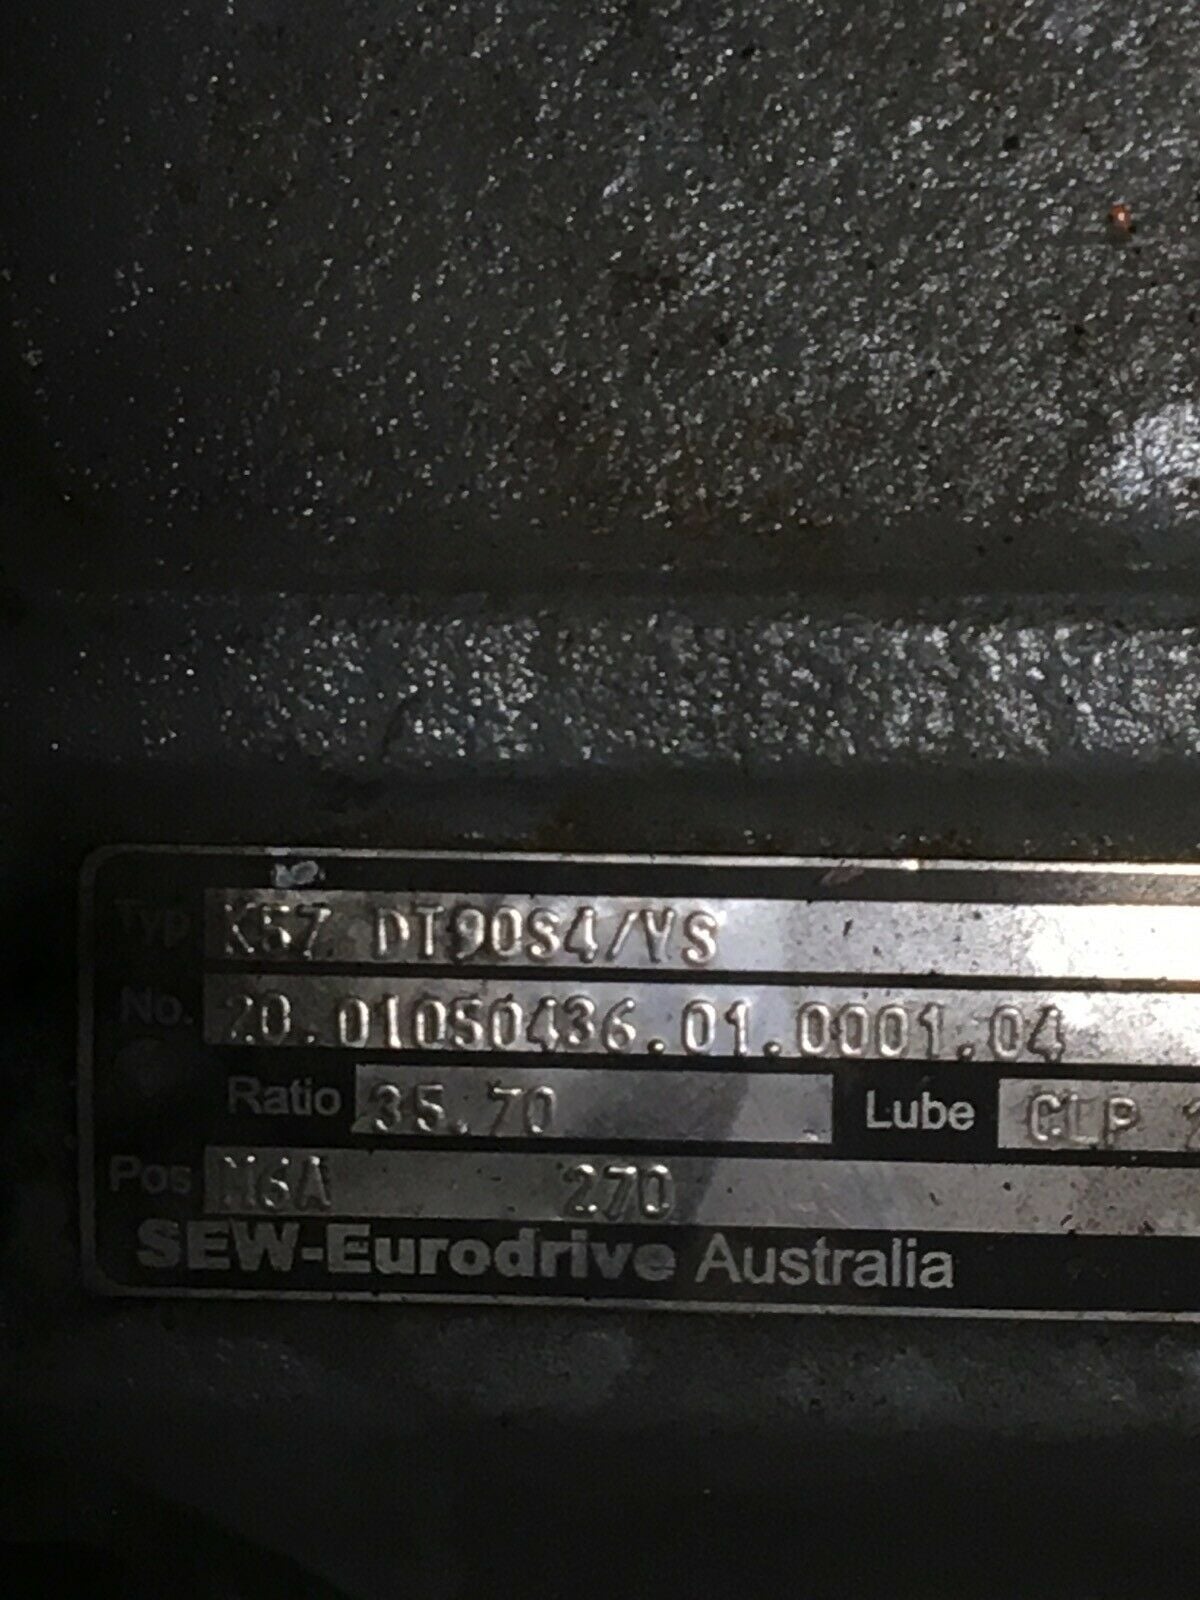 Typ K57 DT90S4/VS
No. 20.01050436.01.0001.04
Ratio 35.70 Lube CLP
Pos M6A 270
SEW-Eurodrive Australia